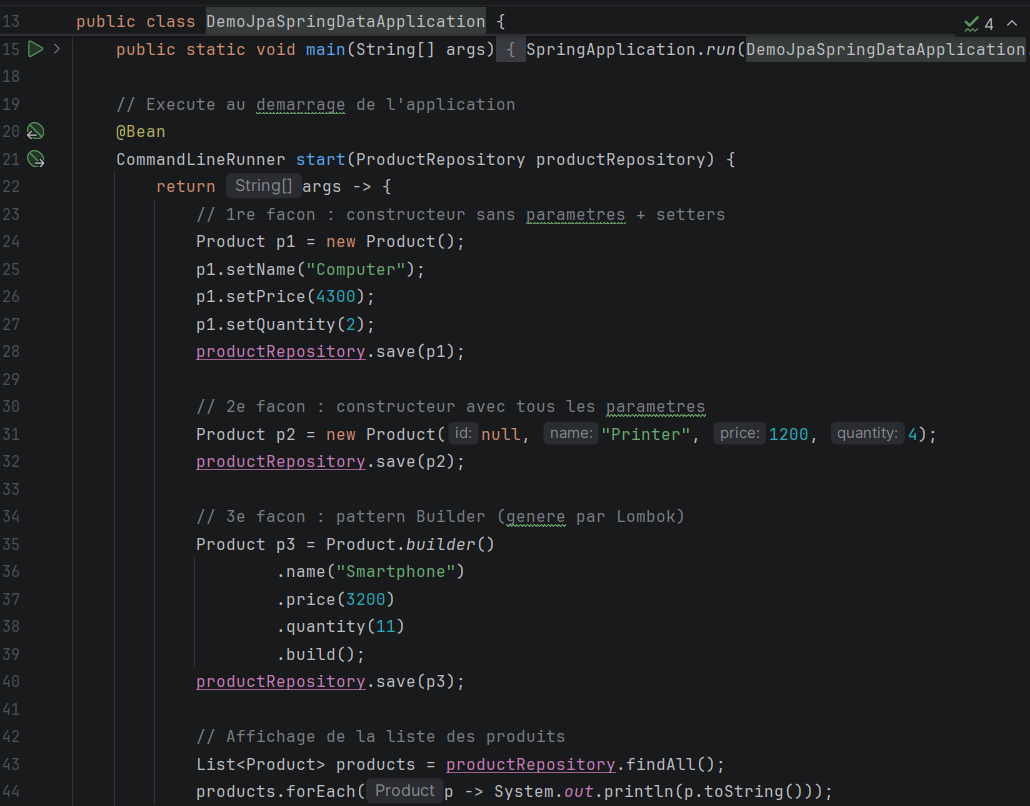 13 public class DemoJpaSpringDataApplication { 4
15 public static void main(String[] args) { SpringApplication.run(DemoJpaSpringDataApplication.
18
19 // Execute au demarrage de l'application
20 @Bean
21 CommandLineRunner start(ProductRepository productRepository) {
22 return String[] args -> {
23 // 1re facon : constructeur sans parametres + setters
24 Product p1 = new Product();
25 p1.setName("Computer");
26 p1.setPrice(4300);
27 p1.setQuantity(2);
28 productRepository.save(p1);
29
30 // 2e facon : constructeur avec tous les parametres
31 Product p2 = new Product( id: null, name: "Printer", price: 1200, quantity: 4);
32 productRepository.save(p2);
33
34 // 3e facon : pattern Builder (genere par Lombok)
35 Product p3 = Product.builder()
36 .name("Smartphone")
37 .price(3200)
38 .quantity(11)
39 .build();
40 productRepository.save(p3);
41
42 // Affichage de la liste des produits
43 List<Product> products = productRepository.findAll();
44 products.forEach( Product p -> System.out.println(p.toString()));